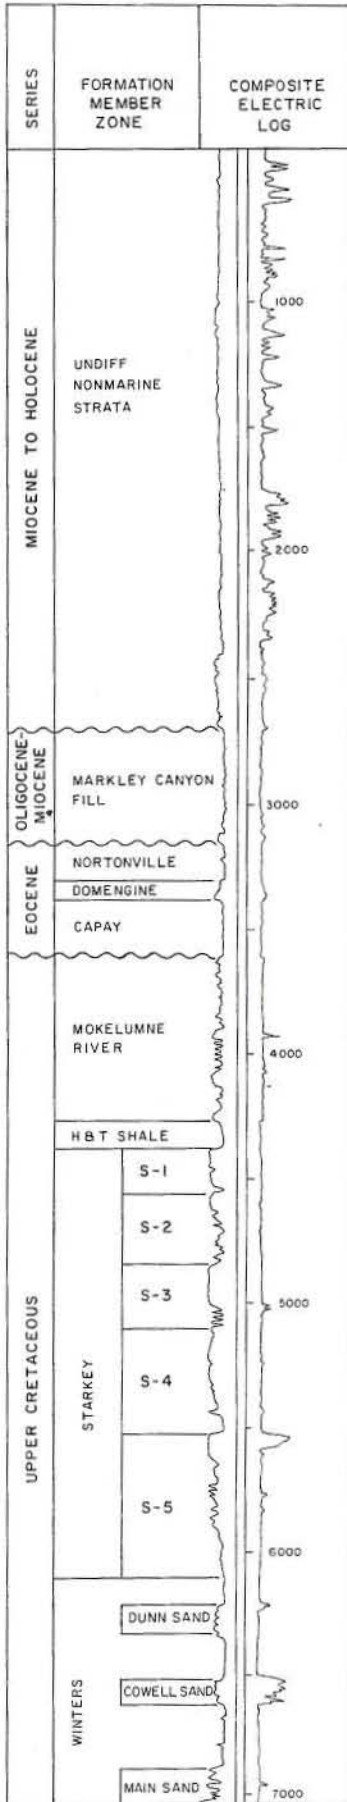 SERIES
FORMATION
MEMBER
ZONE
COMPOSITE
ELECTRIC
LOG
MIOCENE TO HOLOCENE
UNDIFF
NONMARINE
STRATA
1000
2000
OLIGOCENE-
MIOCENE
MARKLEY CANYON
FILL
3000
EOCENE
NORTONVILLE
DOMENGINE
CAPAY
UPPER CRETACEOUS
MOKELUMNE
RIVER
4000
H&T SHALE
STARKEY
S-1
S-2
S-3
5000
S-4
S-5
6000
WINTERS
DUNN SAND
COWELL SAND
MAIN SAND
7000